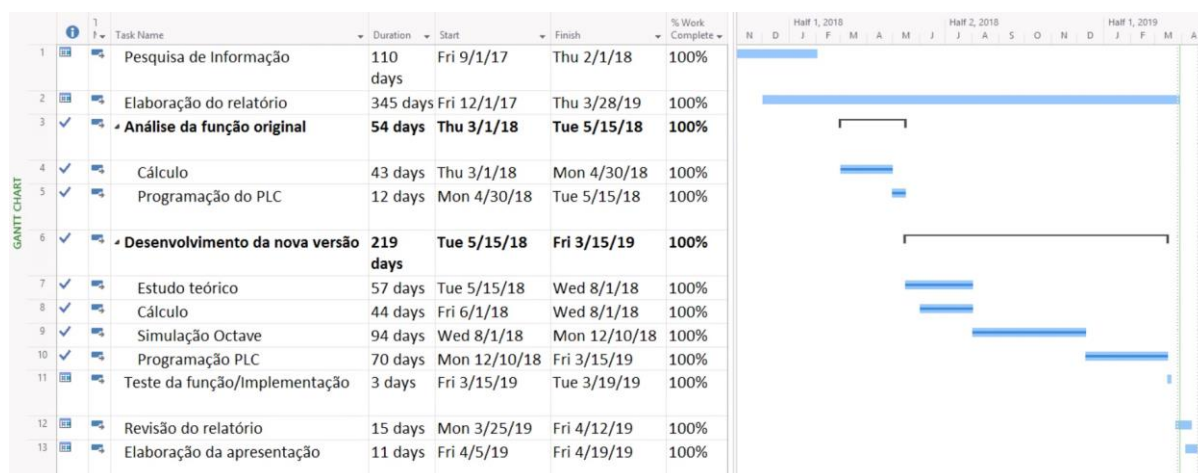 Half 1, 2018 Half 2, 2018 Half 1, 2019
Task Name Duration Start Finish % Work Complete N D J F M A M J J A S O N D J F M A
1 Pesquisa de Informação 110 days Fri 9/1/17 Thu 2/1/18 100%
2 Elaboração do relatório 345 days Fri 12/1/17 Thu 3/28/19 100%
3 Análise da função original 54 days Thu 3/1/18 Tue 5/15/18 100%
4 Cálculo 43 days Thu 3/1/18 Mon 4/30/18 100%
5 Programação do PLC 12 days Mon 4/30/18 Tue 5/15/18 100%
6 Desenvolvimento da nova versão 219 days Tue 5/15/18 Fri 3/15/19 100%
7 Estudo teórico 57 days Tue 5/15/18 Wed 8/1/18 100%
8 Cálculo 44 days Fri 6/1/18 Wed 8/1/18 100%
9 Simulação Octave 94 days Wed 8/1/18 Mon 12/10/18 100%
10 Programação PLC 70 days Mon 12/10/18 Fri 3/15/19 100%
11 Teste da função/Implementação 3 days Fri 3/15/19 Tue 3/19/19 100%
12 Revisão do relatório 15 days Mon 3/25/19 Fri 4/12/19 100%
13 Elaboração da apresentação 11 days Fri 4/5/19 Fri 4/19/19 100%
GANTT CHART